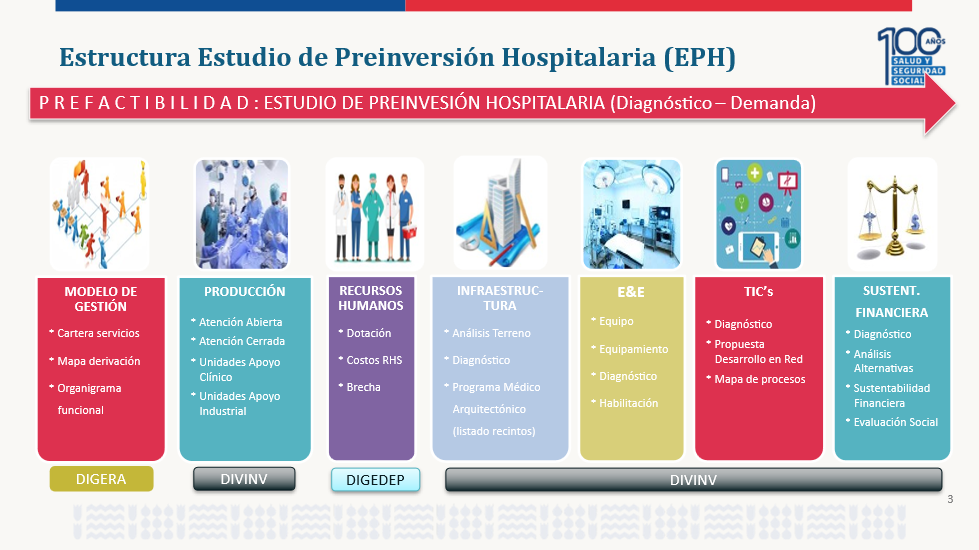 Estructura Estudio de Preinversión Hospitalaria (EPH)
100 AÑOS
SALUD Y
SEGURIDAD
SOCIAL
P R E F A C T I B I L I D A D : ESTUDIO DE PREINVESIÓN HOSPITALARIA (Diagnóstico – Demanda)
MODELO DE
GESTIÓN
* Cartera servicios
* Mapa derivación
* Organigrama
funcional
PRODUCCIÓN
* Atención Abierta
* Atención Cerrada
* Unidades Apoyo
Clínico
* Unidades Apoyo
Industrial
RECURSOS
HUMANOS
* Dotación
* Costos RHS
* Brecha
INFRAESTRUC-
TURA
* Análisis Terreno
* Diagnóstico
* Programa Médico
Arquitectónico
(listado recintos)
E&E
* Equipo
* Equipamiento
* Diagnóstico
* Habilitación
TIC’s
* Diagnóstico
* Propuesta
Desarrollo en Red
* Mapa de procesos
SUSTENT.
FINANCIERA
* Diagnóstico
* Análisis
Alternativas
* Sustentabilidad
Financiera
* Evaluación Social
DIGERA
DIVINV
DIGEDEP
DIVINV
3